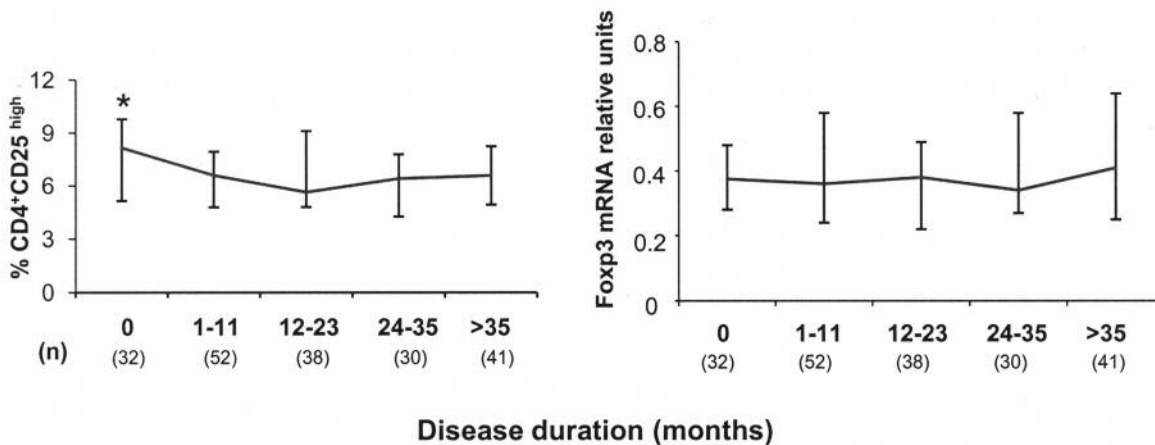 % CD4⁺CD25 ʰⁱᵍʰ
12
9
6
3
0
*
0 1-11 12-23 24-35 >35
(n) (32) (52) (38) (30) (41)
Foxp3 mRNA relative units
0.8
0.6
0.4
0.2
0
0 1-11 12-23 24-35 >35
(32) (52) (38) (30) (41)
Disease duration (months)